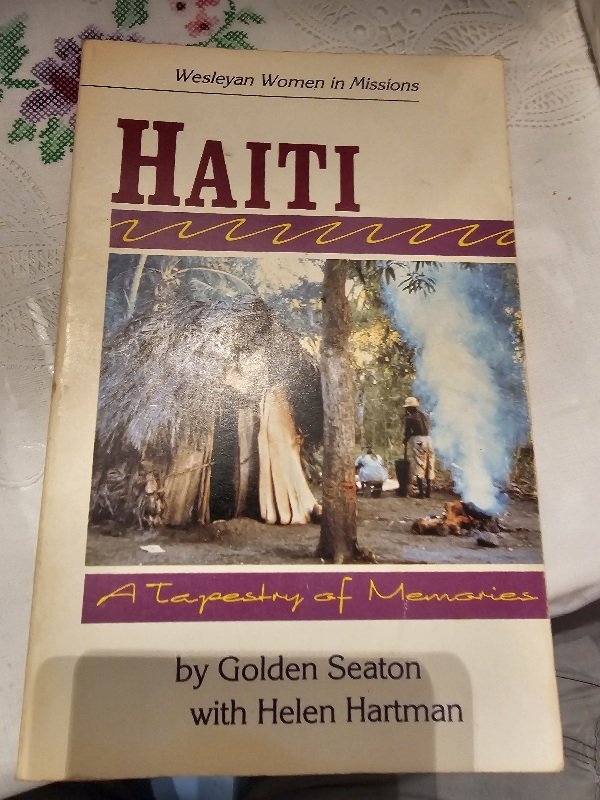 Wesleyan Women in Missions
HAITI
A Tapestry of Memories
by Golden Seaton
with Helen Hartman